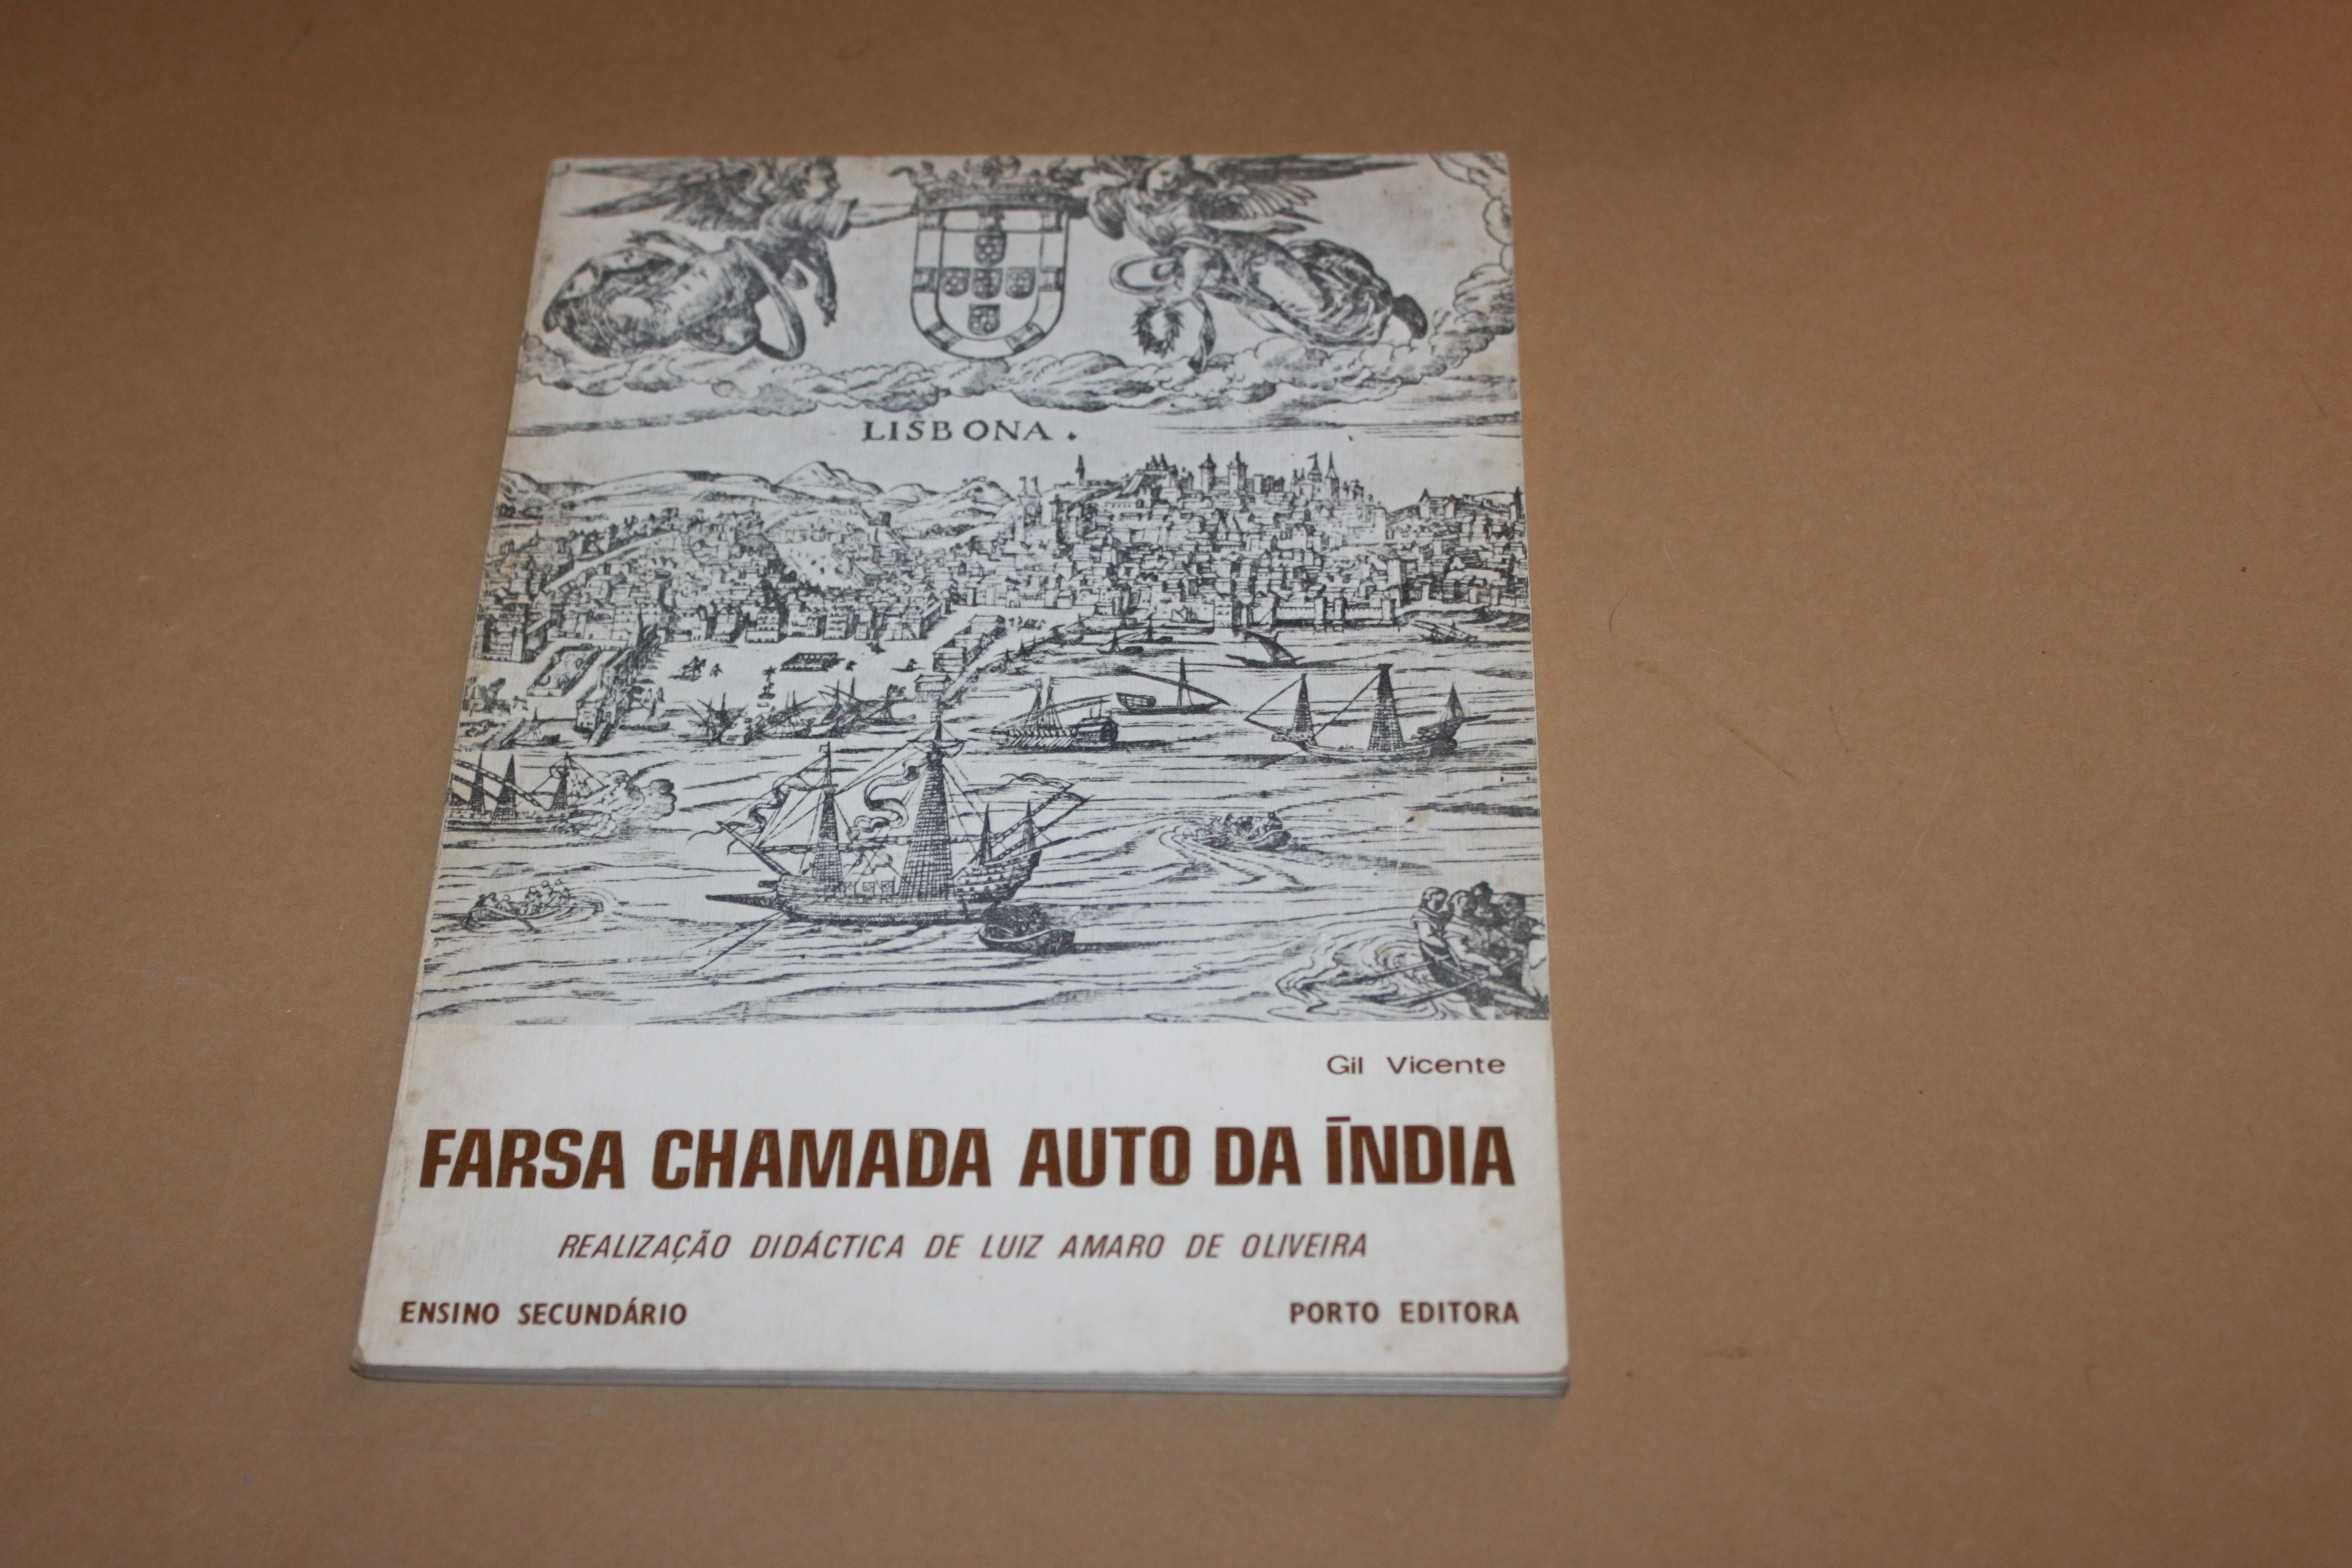 LISBONA.
Gil Vicente
FARSA CHAMADA AUTO DA ÍNDIA
REALIZAÇÃO DIDÁCTICA DE LUIZ AMARO DE OLIVEIRA
ENSINO SECUNDÁRIO
PORTO EDITORA